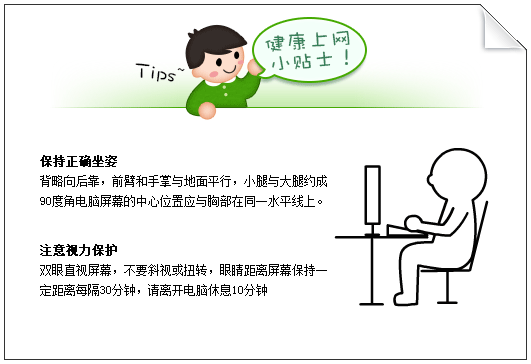 Tips~
健康上网
小贴士！
保持正确坐姿
背略向后靠，前臂和手掌与地面平行，小腿与大腿约成
90度角电脑屏幕的中心位置应与胸部在同一水平线上。
注意视力保护
双眼直视屏幕，不要斜视或扭转，眼睛距离屏幕保持一
定距离每隔30分钟，请离开电脑休息10分钟